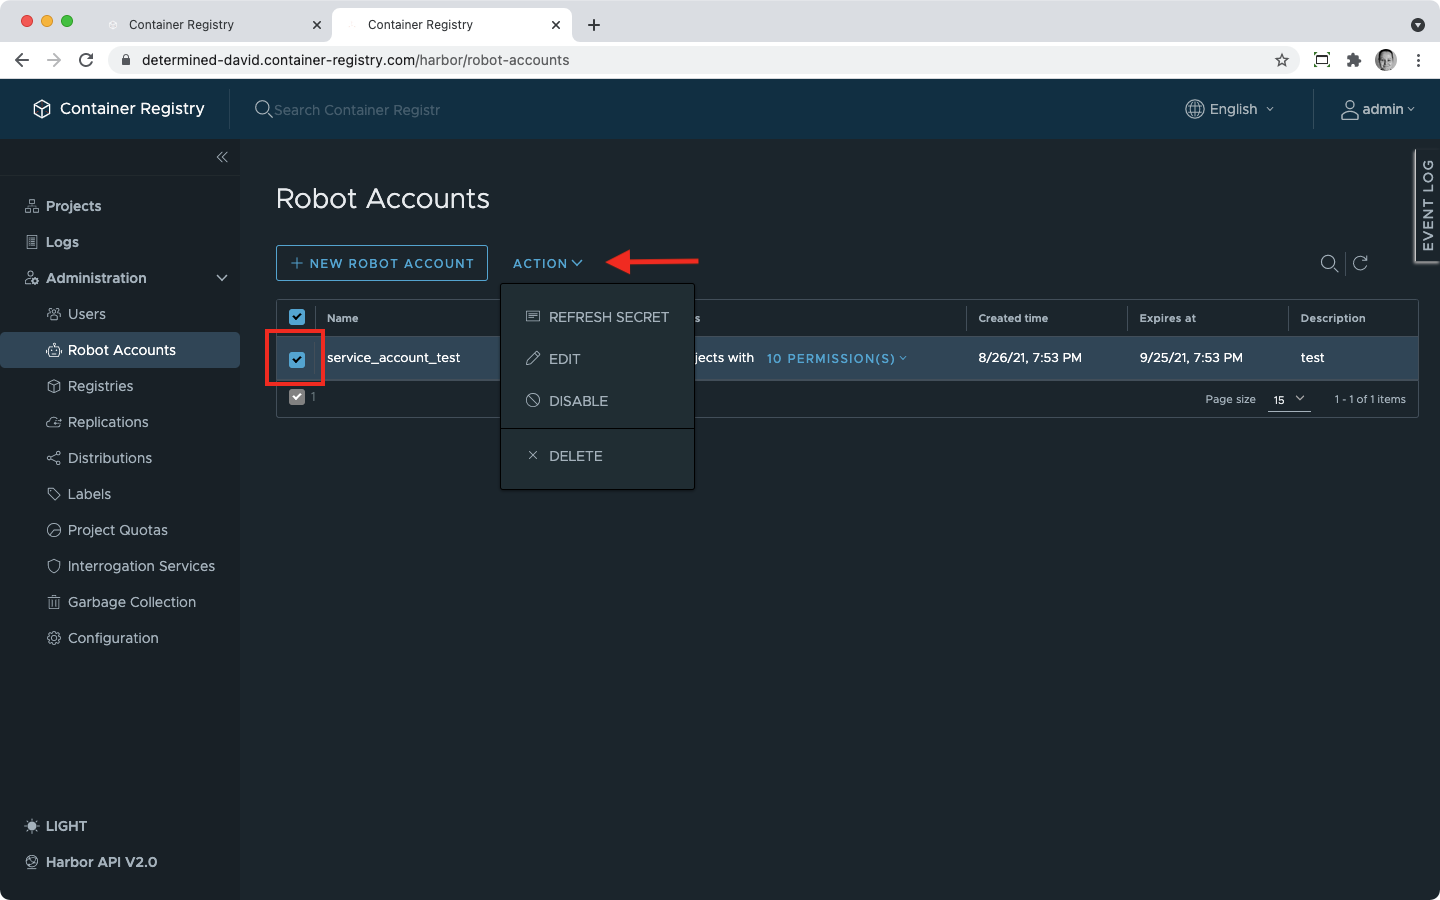 Container Registry
Container Registry
determined-david.container-registry.com/harbor/robot-accounts
Container Registry
Search Container Registr
English
admin
EVENT LOG
Projects
Logs
Administration
Users
Robot Accounts
Registries
Replications
Distributions
Labels
Project Quotas
Interrogation Services
Garbage Collection
Configuration
LIGHT
Harbor API V2.0
Robot Accounts
+ NEW ROBOT ACCOUNT
ACTION
REFRESH SECRET
EDIT
DISABLE
DELETE
Name s Created time Expires at Description
service_account_test jects with 10 PERMISSION(S) 8/26/21, 7:53 PM 9/25/21, 7:53 PM test
1 Page size 15 1 - 1 of 1 items